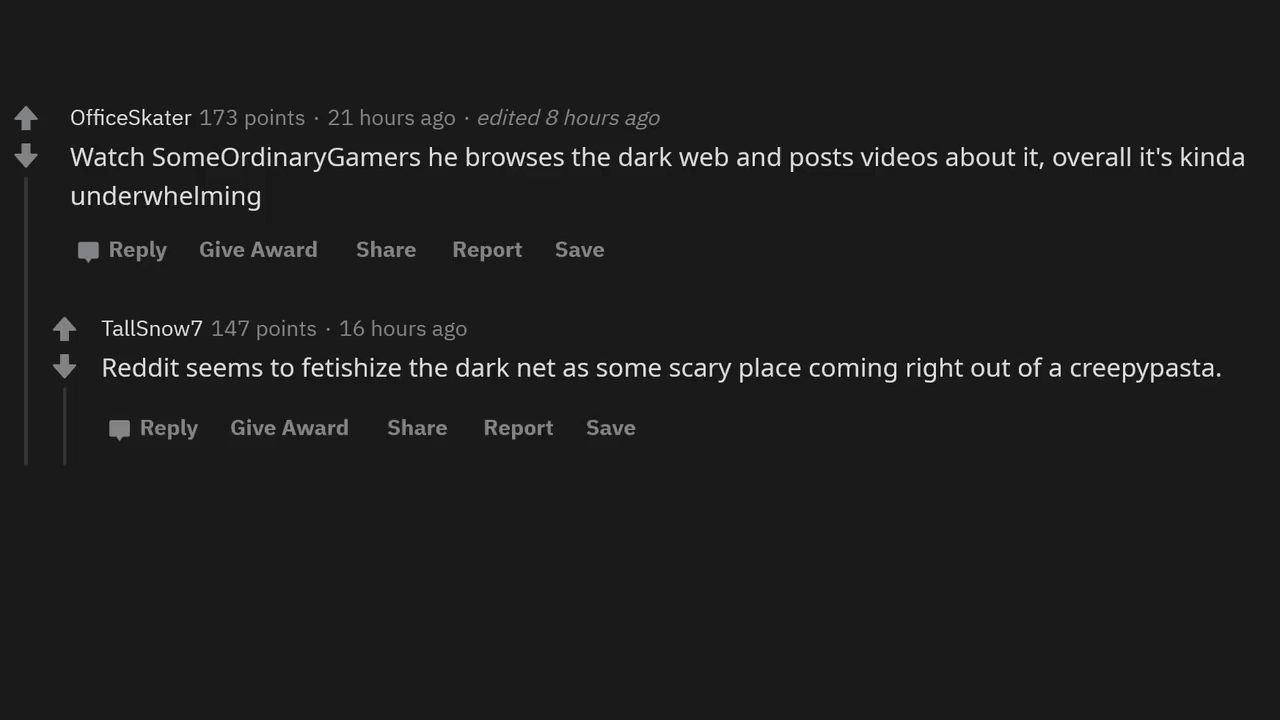 OfficeSkater 173 points · 21 hours ago · edited 8 hours ago
Watch SomeOrdinaryGamers he browses the dark web and posts videos about it, overall it's kinda
underwhelming
Reply Give Award Share Report Save
TallSnow7 147 points · 16 hours ago
Reddit seems to fetishize the dark net as some scary place coming right out of a creepypasta.
Reply Give Award Share Report Save